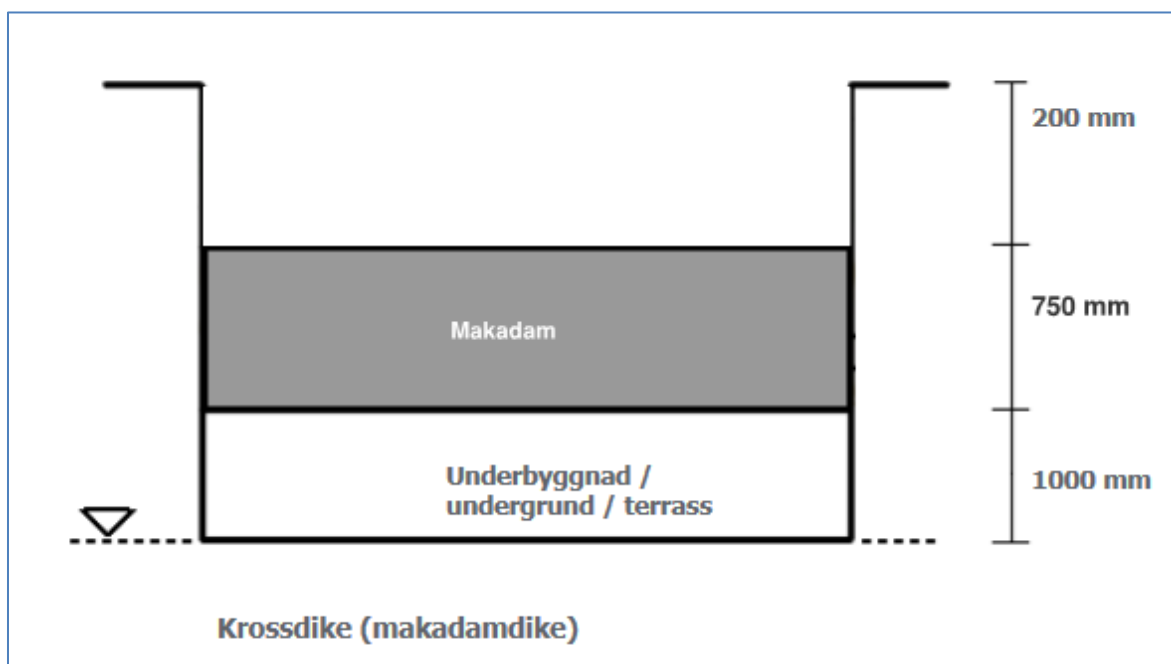 200 mm
750 mm
Makadam
Underbyggnad /
undergrund / terrass
1000 mm
Krossdike (makadamdike)